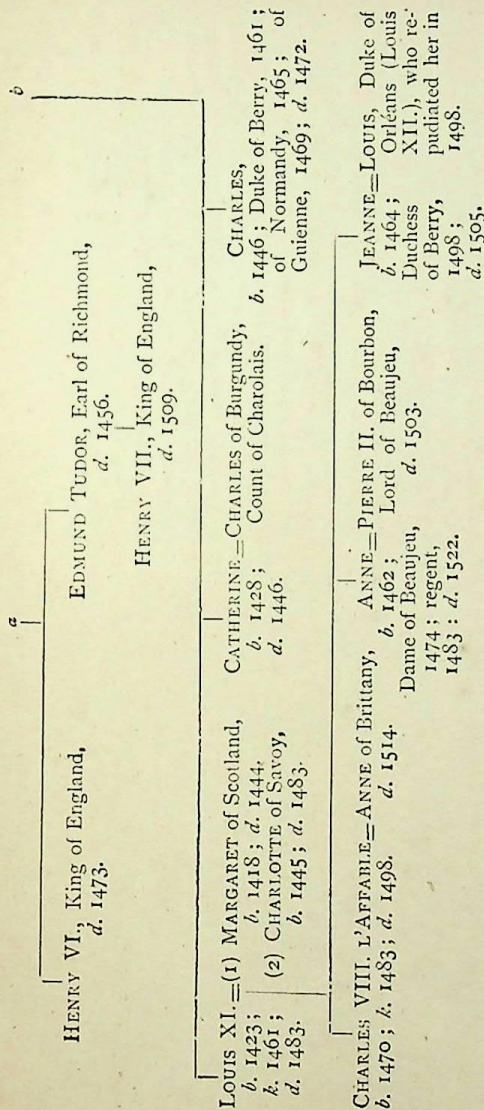 a
b
HENRY VI., King of England,
d. 1473.
EDMUND TUDOR, Earl of Richmond,
d. 1456.
HENRY VII., King of England,
d. 1509.
LOUIS XI.=(1) MARGARET of Scotland,
b. 1423;
b. 1418; d. 1444.
k. 1461;
(2) CHARLOTTE of Savoy,
d. 1483.
b. 1445; d. 1483.
CATHERINE=CHARLES of Burgundy,
b. 1428;
Count of Charolais.
d. 1446.
CHARLES,
b. 1446; Duke of Berry, 1461;
of Normandy, 1465; of
Guienne, 1469; d. 1472.
CHARLES VIII. L'AFFABLE=ANNE of Brittany,
b. 1470; k. 1483; d. 1498.
d. 1514.
ANNE=PIERRE II. of Bourbon,
b. 1462;
Lord of Beaujeu,
Dame of Beaujeu,
d. 1503.
1474; regent,
1483: d. 1522.
JEANNE=LOUIS, Duke of
b. 1464;
Orléans (Louis
Duchess
XII.), who re-
of Berry,
pudiated her in
1498;
1498.
d. 1505.